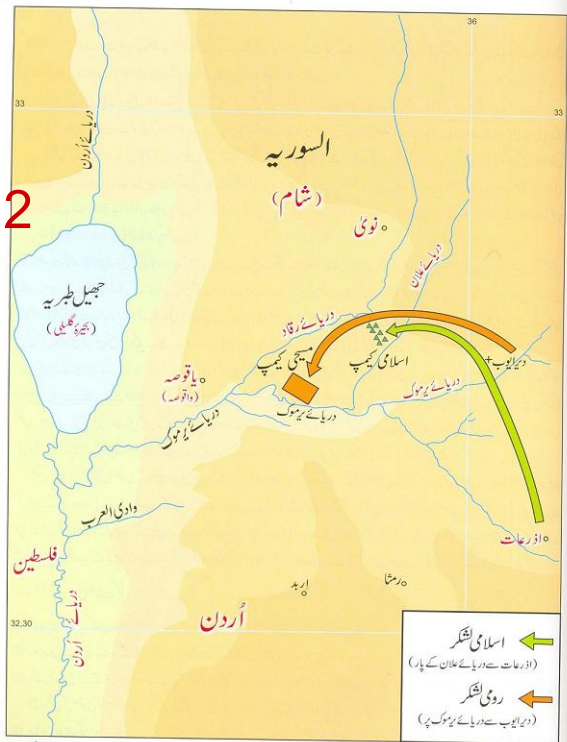 36
33
33
دریائے اُردن
السوریہ
(شام)
2
نویٰ
دریائے علان
جھیل طبریہ
(بحیرۂ گلیلی)
دریائے رقاد
مسیحی کیمپ
اسلامی کیمپ
دیر ایوب
یاقوصہ
(واقوصہ)
دریائے یرموک
دریائے یرموک
دریائے یرموک
وادی العرب
اذرعات
فلسطین
اربد
رمثا
اُردن
32,30
دریائے اُردن
اسلامی لشکر
(اذرعات سے دریائے علان کے پار)
رومی لشکر
(دیر ایوب سے دریائے یرموک پر)